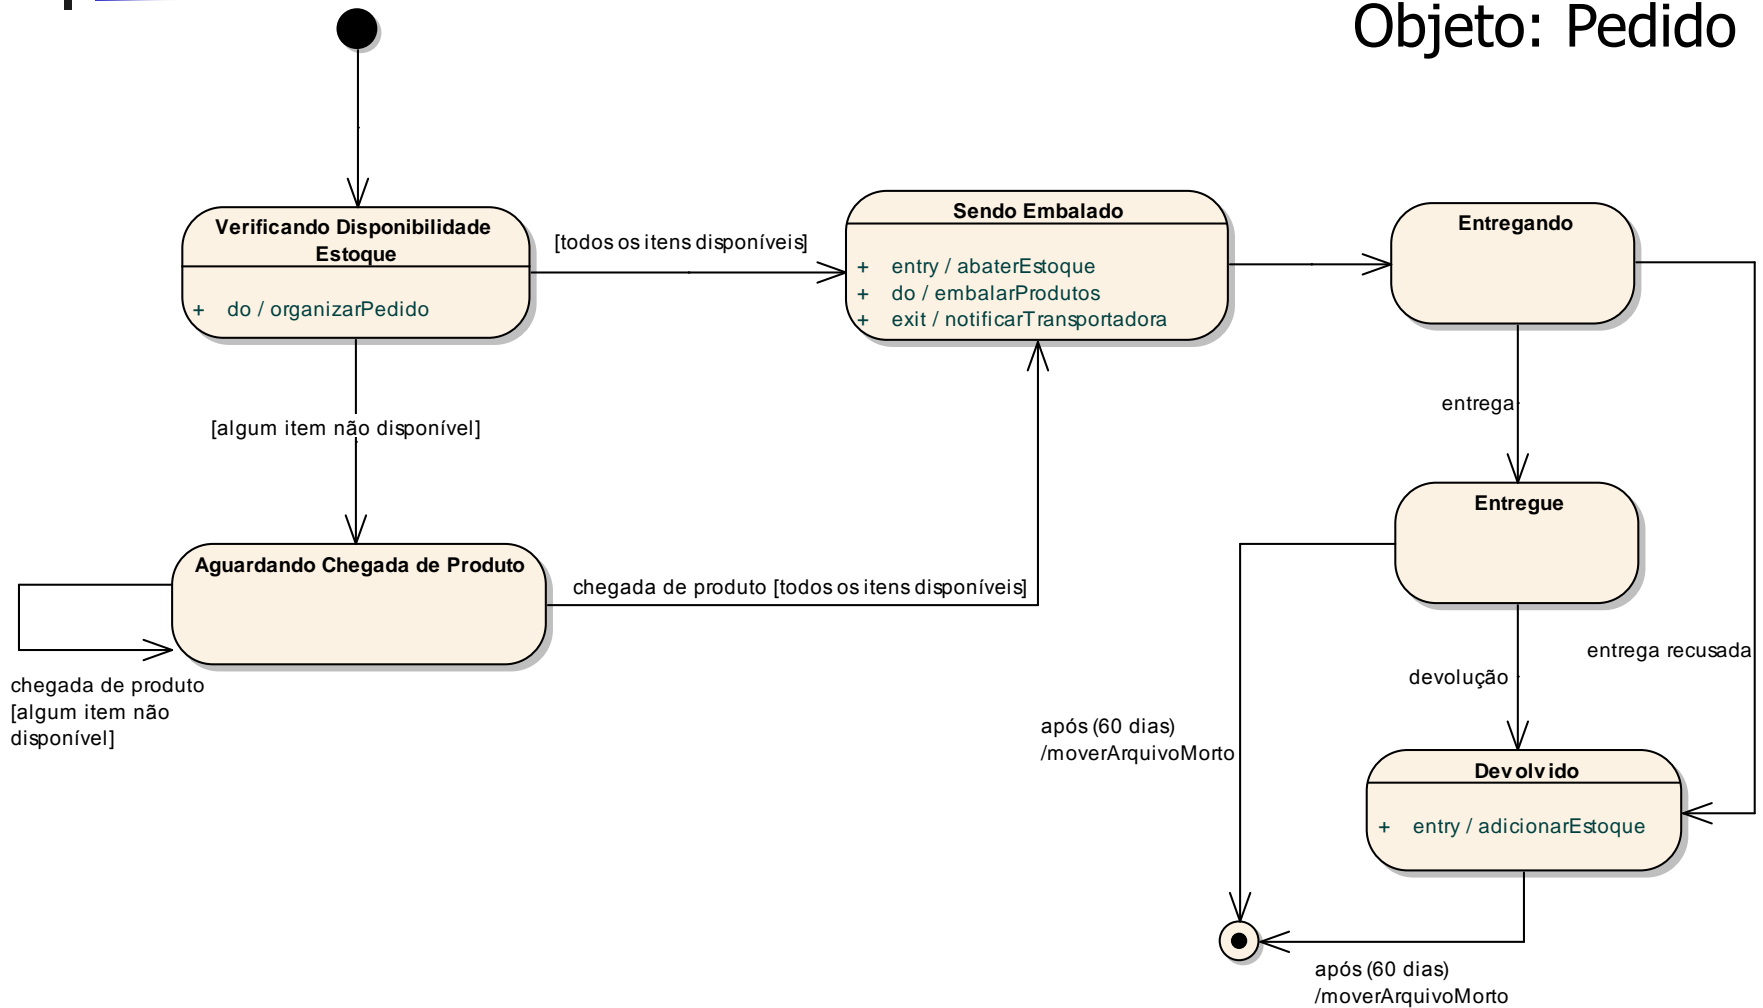 Objeto: Pedido
Verificando Disponibilidade
Estoque
+ do / organizarPedido
[todos os itens disponíveis]
Sendo Embalado
+ entry / abaterEstoque
+ do / embalarProdutos
+ exit / notificarTransportadora
Entregando
[algum item não disponível]
entrega
Aguardando Chegada de Produto
chegada de produto [todos os itens disponíveis]
Entregue
chegada de produto
[algum item não
disponível]
entrega recusada
devolução
após (60 dias)
/moverArquivoMorto
Devolvido
+ entry / adicionarEstoque
após (60 dias)
/moverArquivoMorto